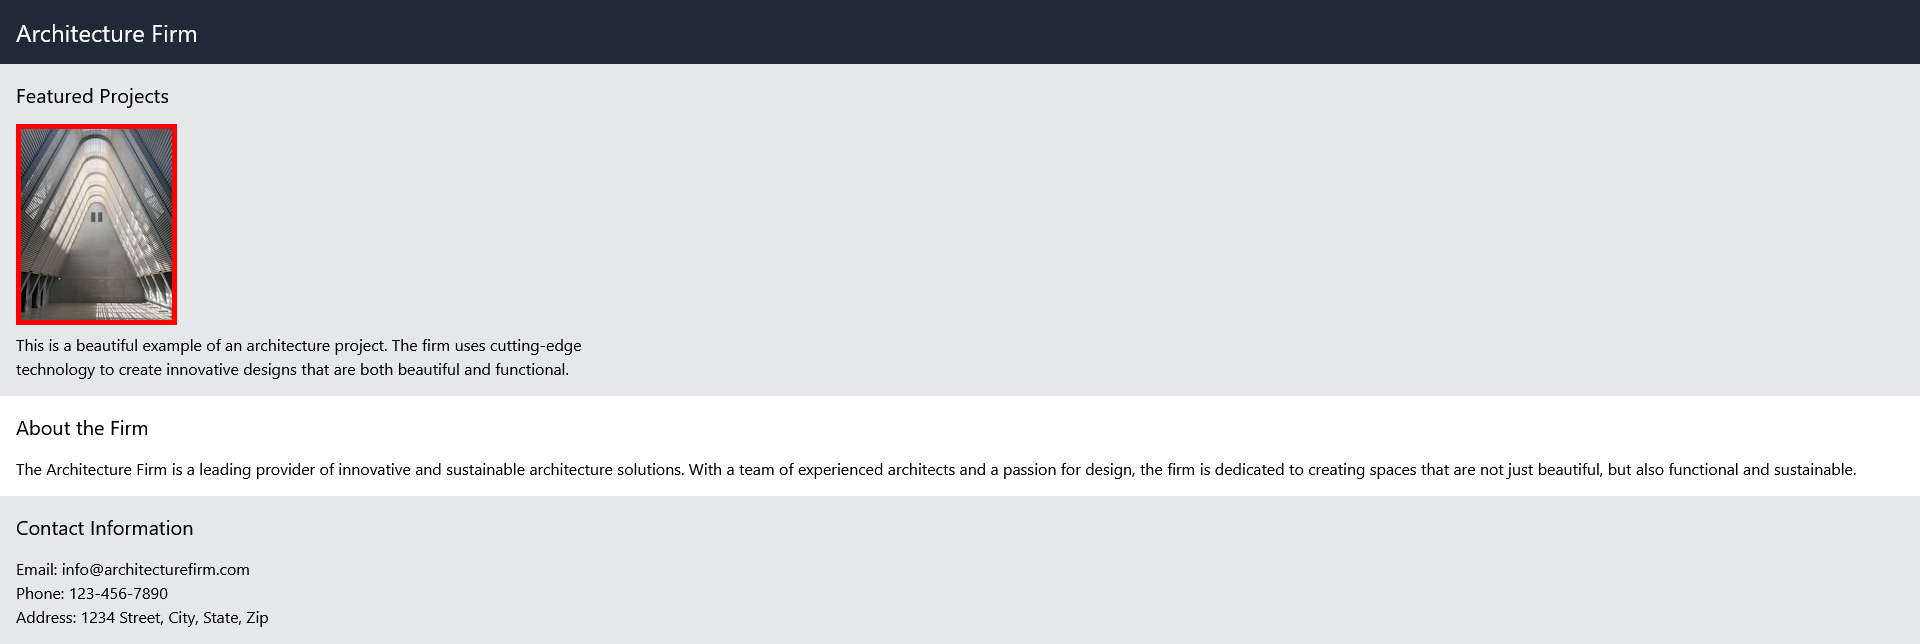 Architecture Firm
Featured Projects
This is a beautiful example of an architecture project. The firm uses cutting-edge
technology to create innovative designs that are both beautiful and functional.
About the Firm
The Architecture Firm is a leading provider of innovative and sustainable architecture solutions. With a team of experienced architects and a passion for design, the firm is dedicated to creating spaces that are not just beautiful, but also functional and sustainable.
Contact Information
Email: info@architecturefirm.com
Phone: 123-456-7890
Address: 1234 Street, City, State, Zip